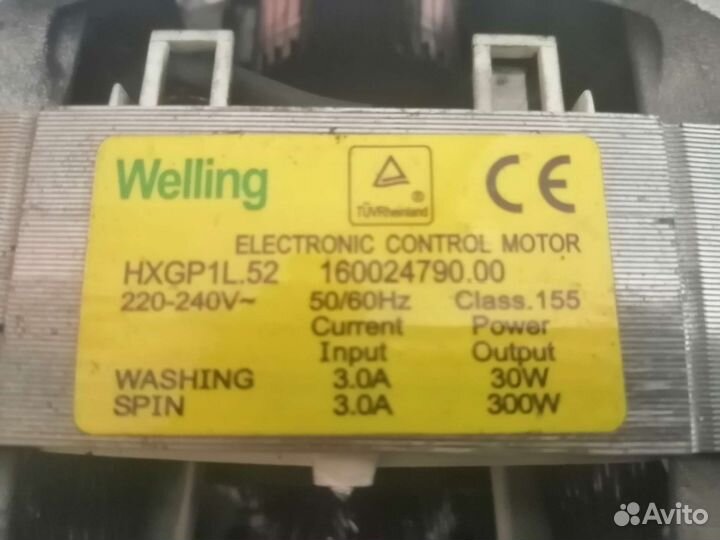 Welling
TÜVRheinland
®
CE
ELECTRONIC CONTROL MOTOR
HXGP1L.52 160024790.00
220-240V~ 50/60Hz Class.155
Current Power
Input Output
WASHING 3.0A 30W
SPIN 3.0A 300W
Avito